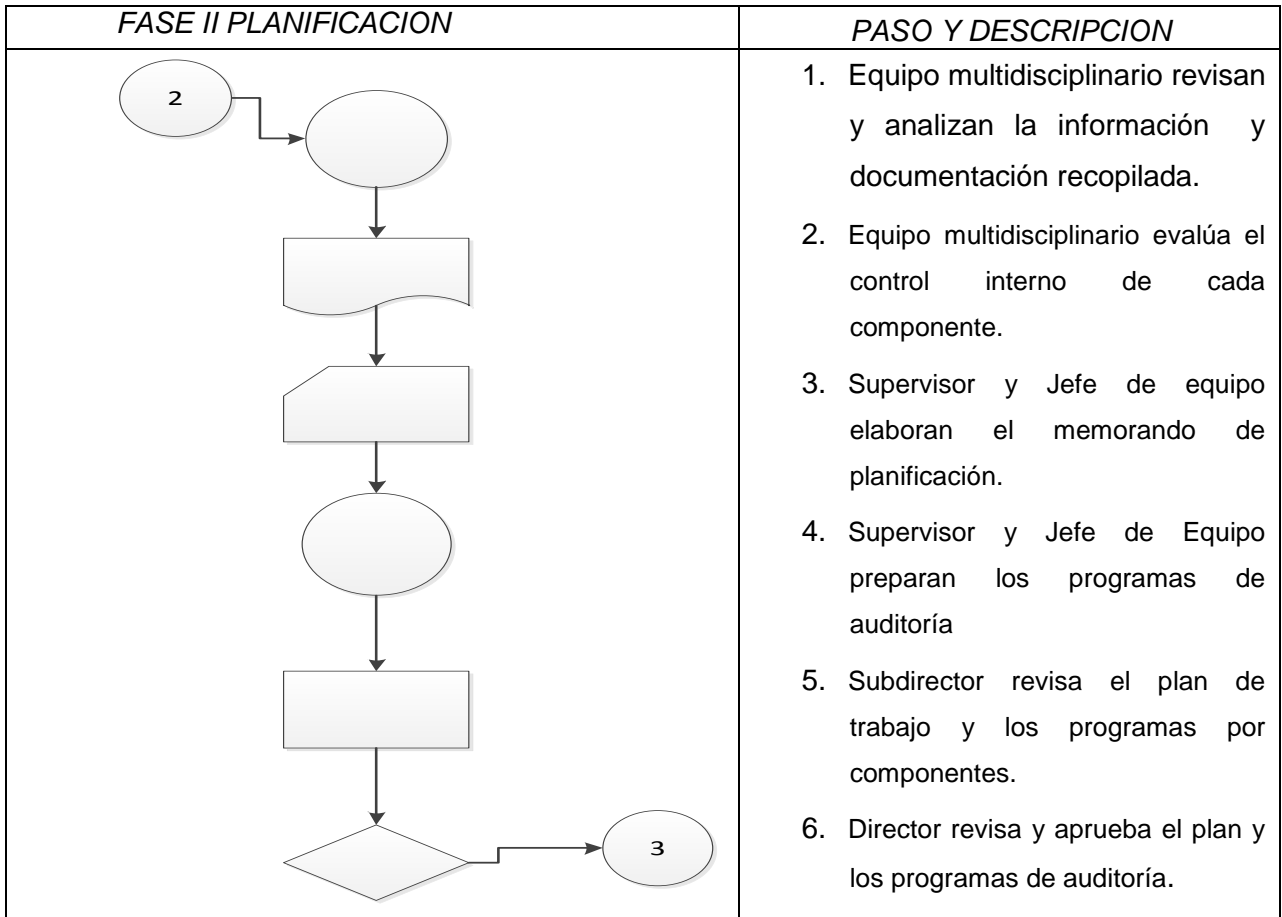 FASE II PLANIFICACION
PASO Y DESCRIPCION
2
3
1. Equipo multidisciplinario revisan
y analizan la información y
documentación recopilada.
2. Equipo multidisciplinario evalúa el
control interno de cada
componente.
3. Supervisor y Jefe de equipo
elaboran el memorando de
planificación.
4. Supervisor y Jefe de Equipo
preparan los programas de
auditoría
5. Subdirector revisa el plan de
trabajo y los programas por
componentes.
6. Director revisa y aprueba el plan y
los programas de auditoría.